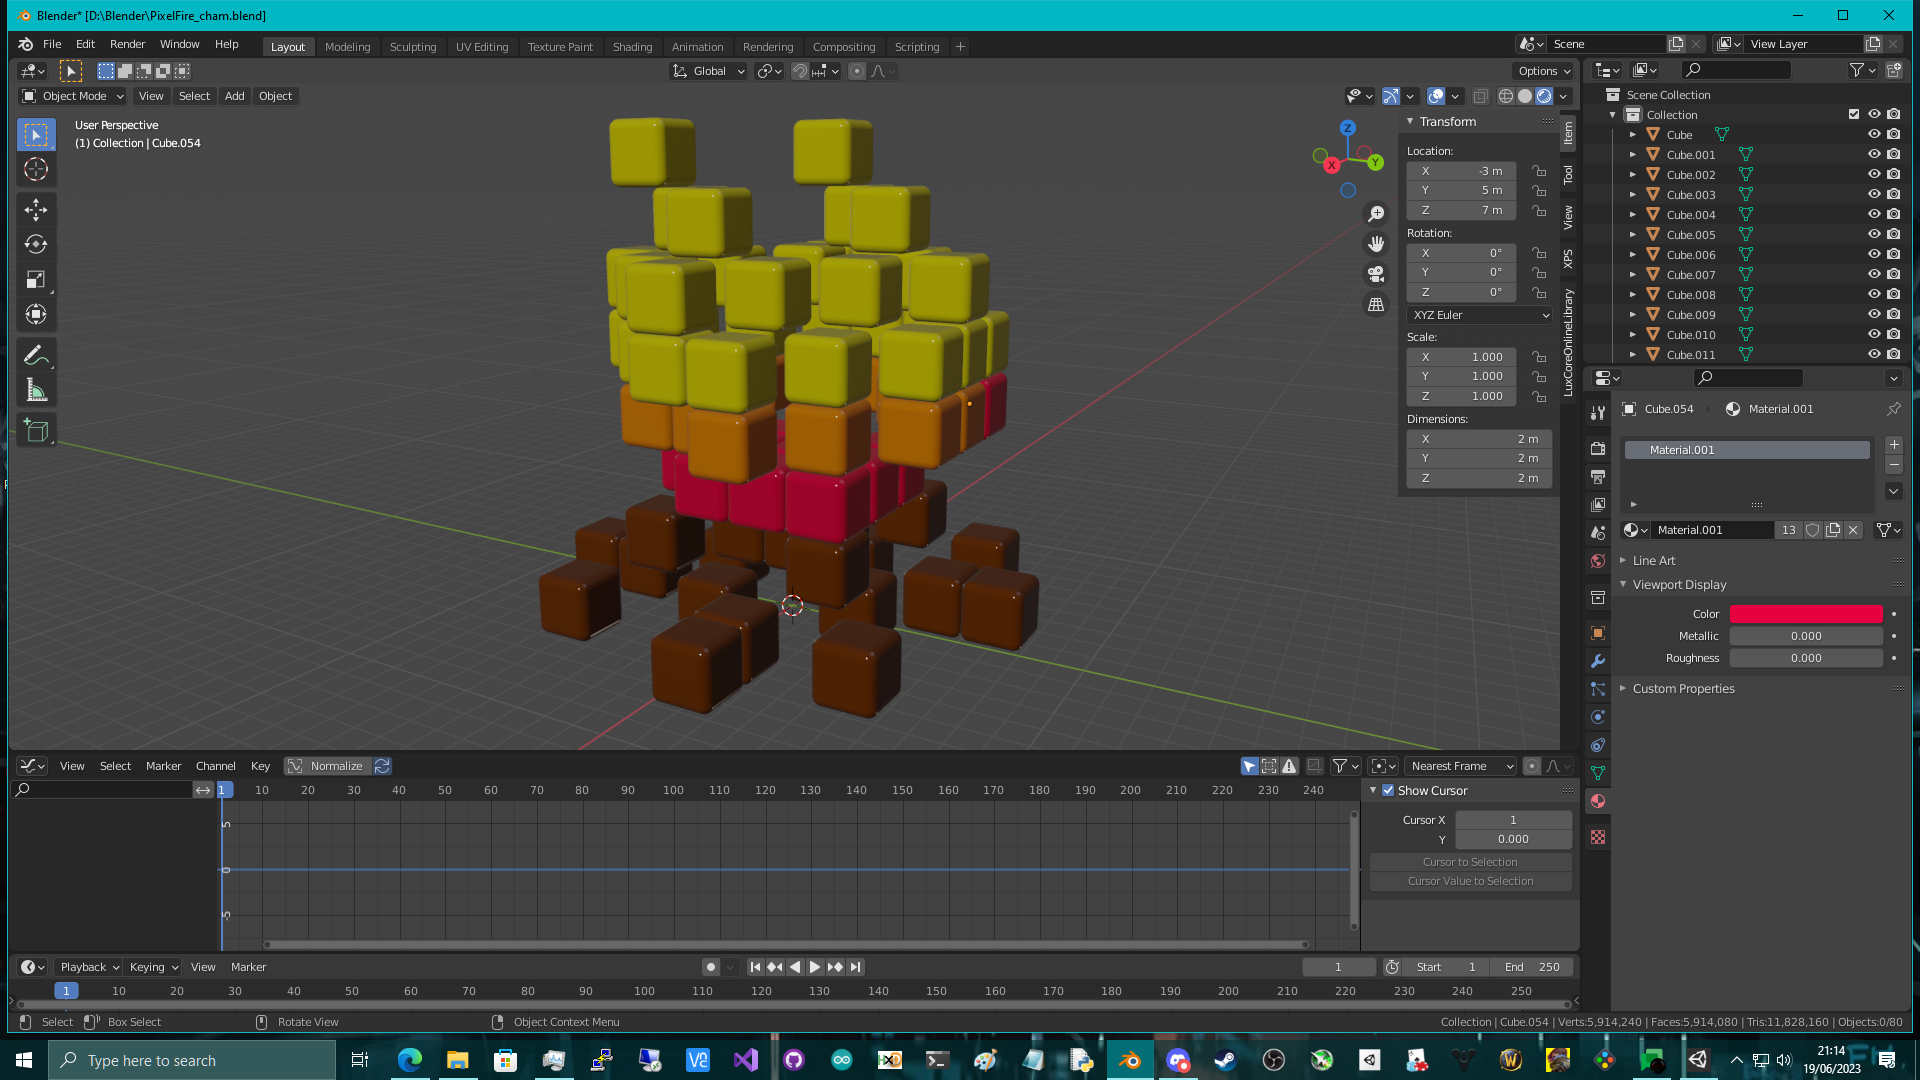 Blender* [D:\Blender\PixelFire_cham.blend]
File Edit Render Window Help Layout Modeling Sculpting UV Editing Texture Paint Shading Animation Rendering Compositing Scripting + Scene View Layer
Global Options
Object Mode View Select Add Object
User Perspective
(1) Collection | Cube.054
Z
Y
X
Transform
Location:
X -3 m
Y 5 m
Z 7 m
Rotation:
X 0°
Y 0°
Z 0°
XYZ Euler
Scale:
X 1.000
Y 1.000
Z 1.000
Dimensions:
X 2 m
Y 2 m
Z 2 m
Item
Tool
View
XPS
LuxCoreOnlineLibrary
Scene Collection
Collection
Cube
Cube.001
Cube.002
Cube.003
Cube.004
Cube.005
Cube.006
Cube.007
Cube.008
Cube.009
Cube.010
Cube.011
Cube.054 Material.001
Material.001
Material.001 13
Line Art
Viewport Display
Color
Metallic 0.000
Roughness 0.000
Custom Properties
View Select Marker Channel Key Normalize Nearest Frame
1 10 20 30 40 50 60 70 80 90 100 110 120 130 140 150 160 170 180 190 200 210 220 230 240
5
0
-5
Show Cursor
Cursor X 1
Y 0.000
Cursor to Selection
Cursor Value to Selection
Playback Keying View Marker 1 Start 1 End 250
1 10 20 30 40 50 60 70 80 90 100 110 120 130 140 150 160 170 180 190 200 210 220 230 240 250
Select Box Select Rotate View Object Context Menu Collection | Cube.054 | Verts:5,914,240 | Faces:5,914,080 | Tris:11,828,160 | Objects:0/80
Type here to search
21:14
19/06/2023